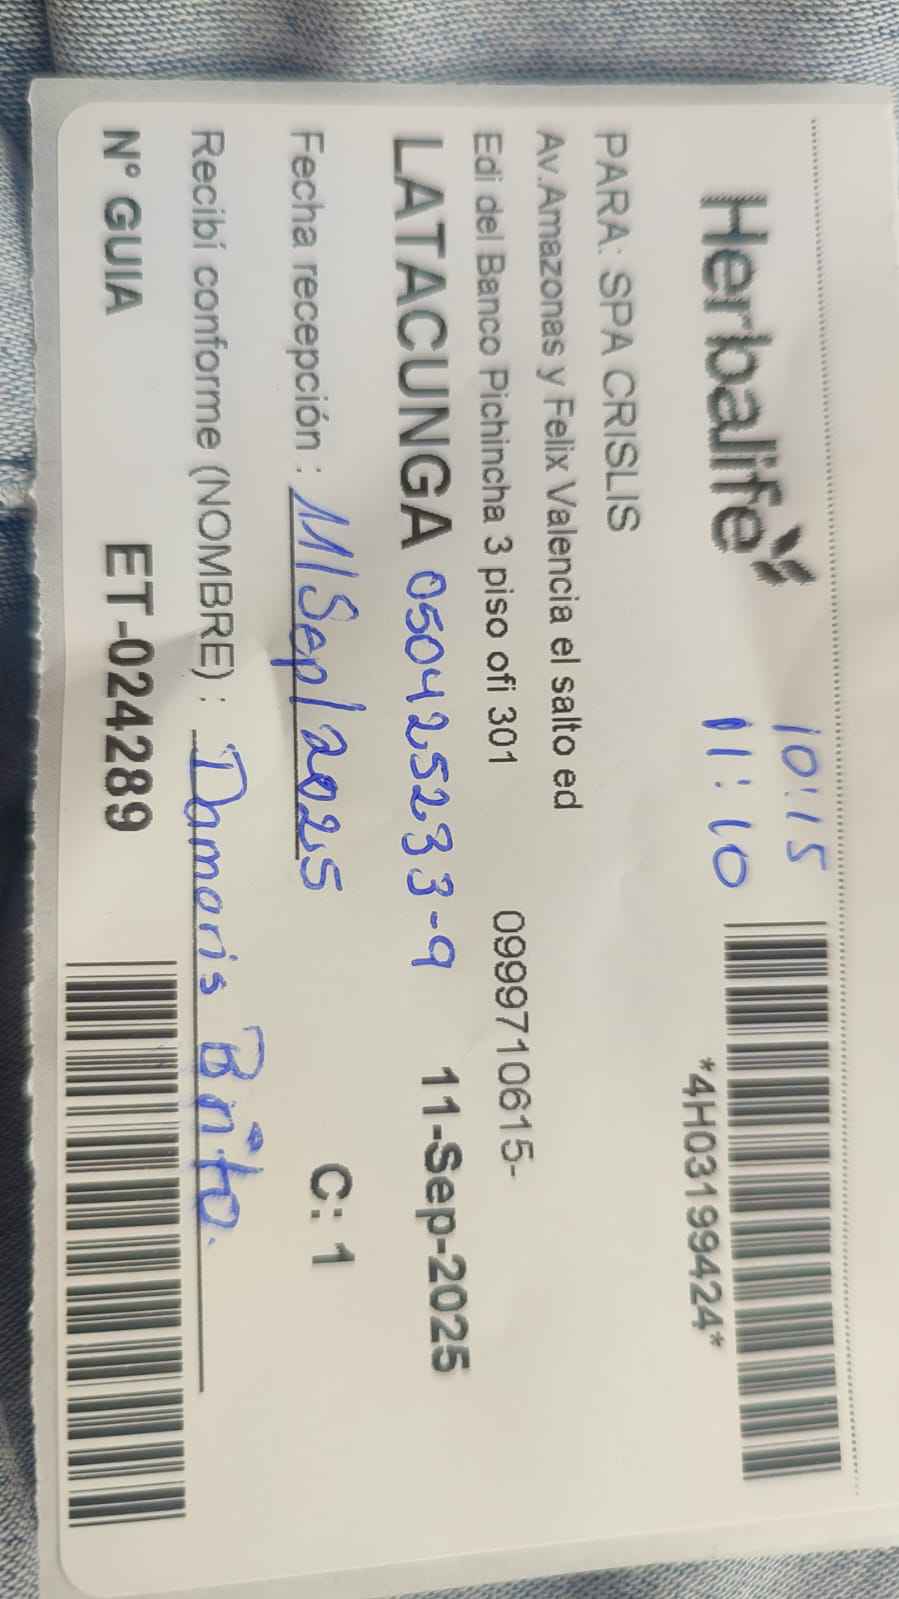 Herbalife
10:15
11:10
*4H03199424*
PARA: SPA CRISLIS
Av.Amazonas y Felix Valencia el salto ed
Edi del Banco Pichincha 3 piso ofi 301 0999710615-
LATACUNGA 050425233-9 11-Sep-2025
Fecha recepción : 11/Sep/2025 C: 1
Recibí conforme (NOMBRE) : Damaris Brito.
N° GUIA ET-024289